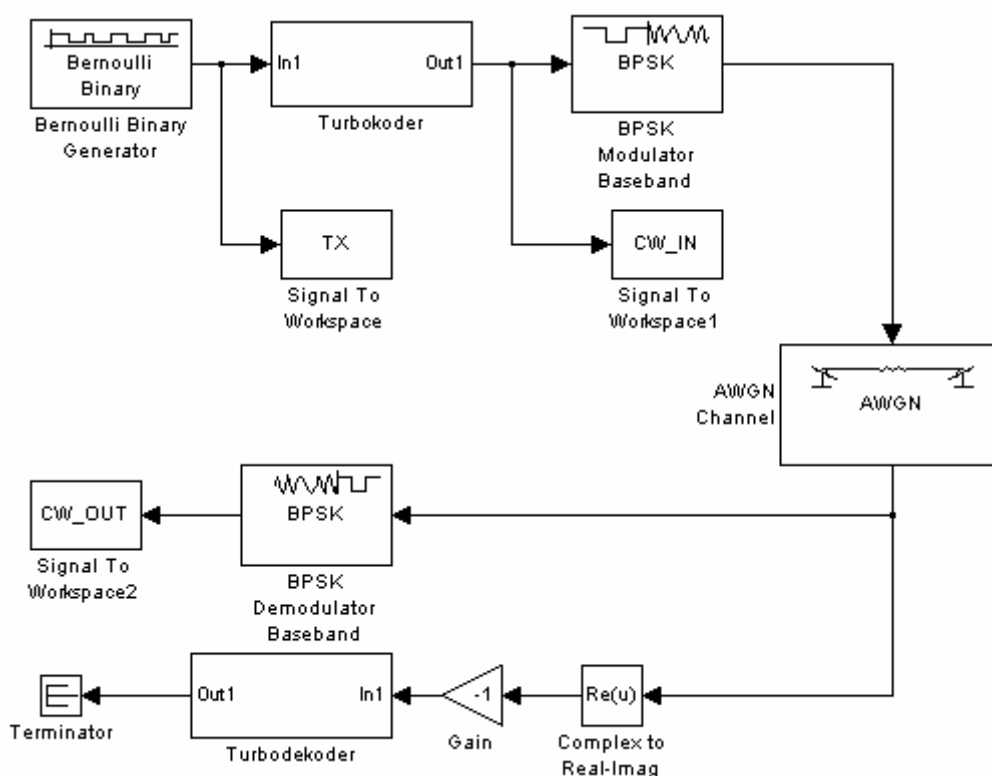 Bernoulli
Binary
Bernoulli Binary
Generator
In1
Out1
Turbokoder
BPSK
BPSK
Modulator
Baseband
TX
Signal To
Workspace
CW_IN
Signal To
Workspace1
AWGN
Channel
AWGN
CW_OUT
Signal To
Workspace2
BPSK
BPSK
Demodulator
Baseband
Terminator
Out1
In1
Turbodekoder
-1
Gain
Re(u)
Complex to
Real-Imag